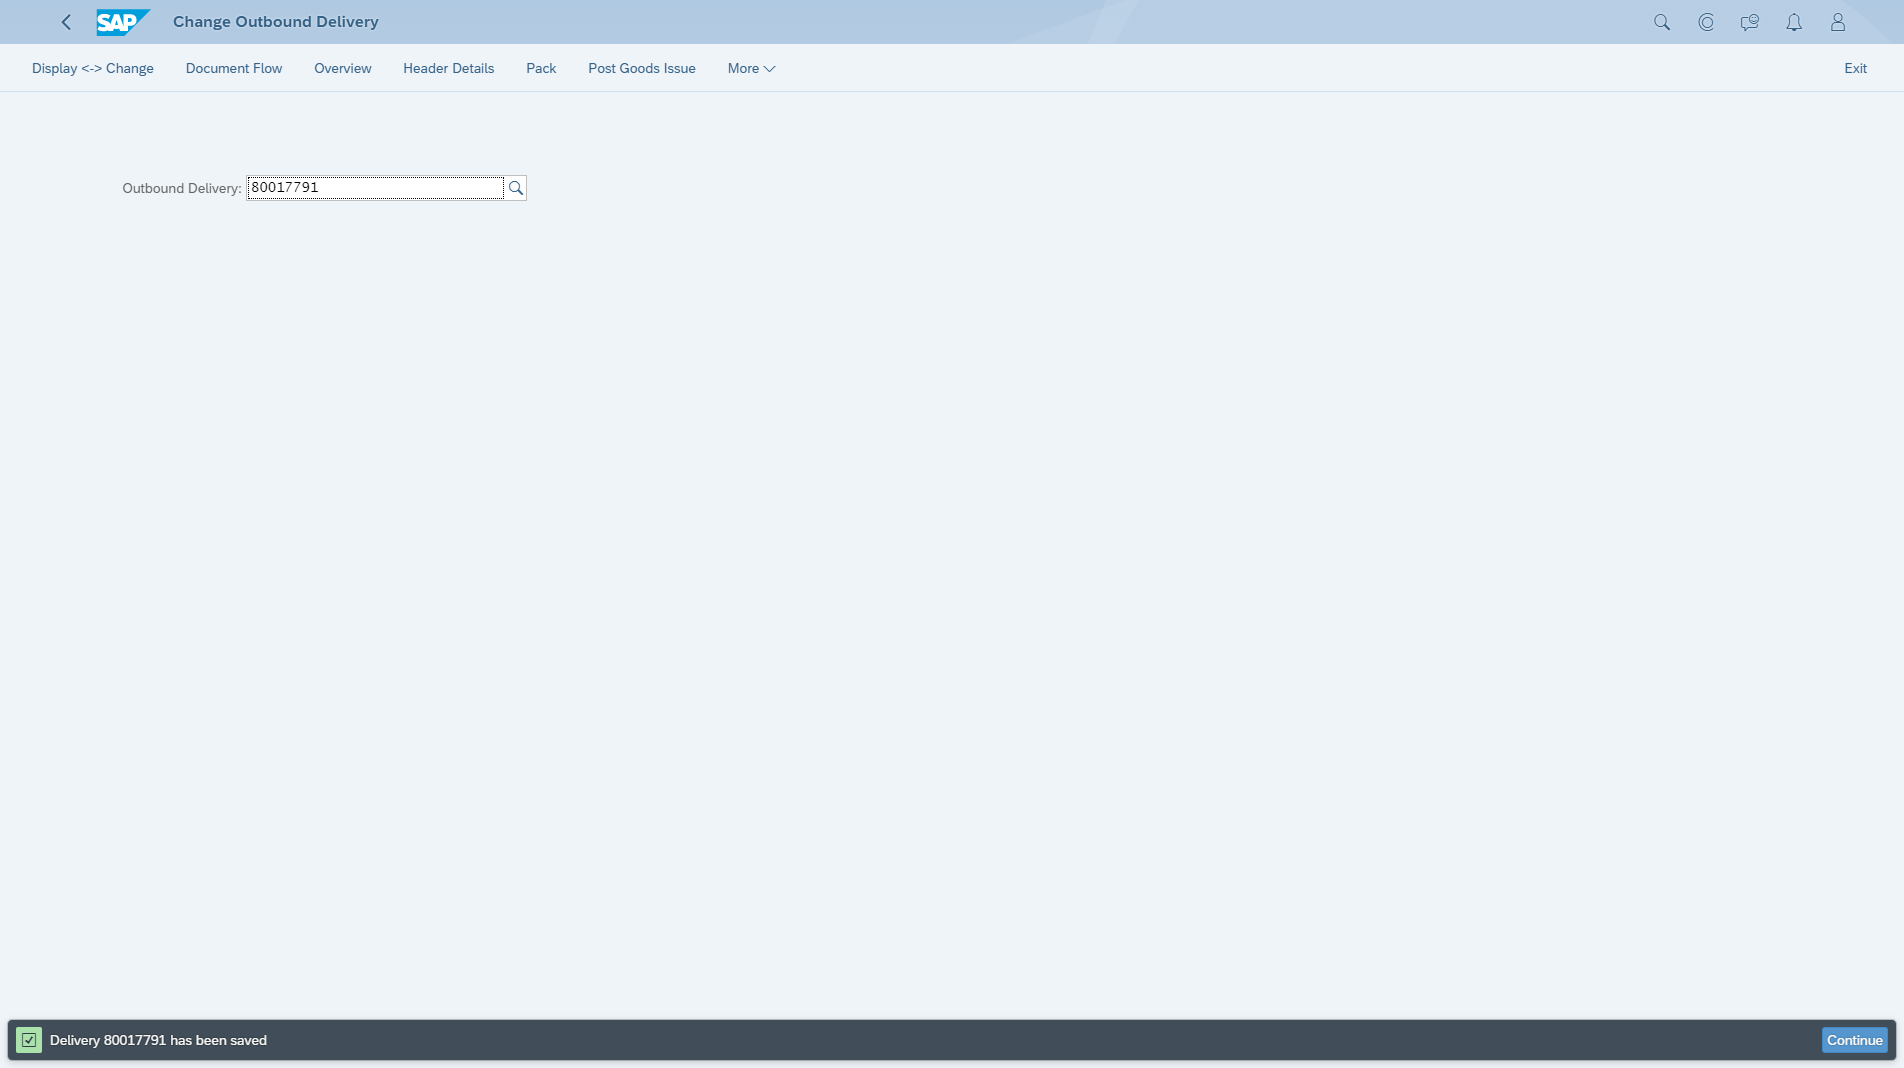 SAP Change Outbound Delivery
Display <-> Change Document Flow Overview Header Details Pack Post Goods Issue More Exit
Outbound Delivery: 80017791
Delivery 80017791 has been saved Continue